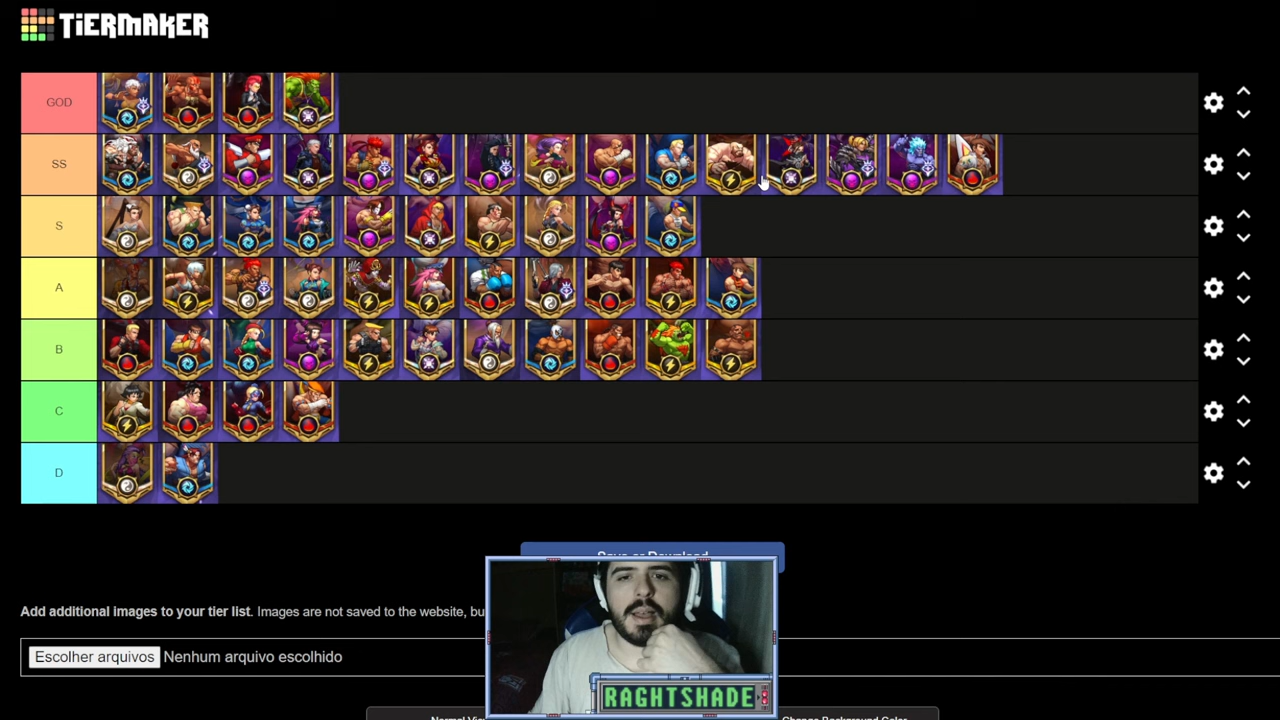 TiERMAKER
GOD
SS
S
A
B
C
D
Add additional images to your tier list. Images are not saved to the website, bu
Escolher arquivos Nenhum arquivo escolhido
RAGHTSHADE